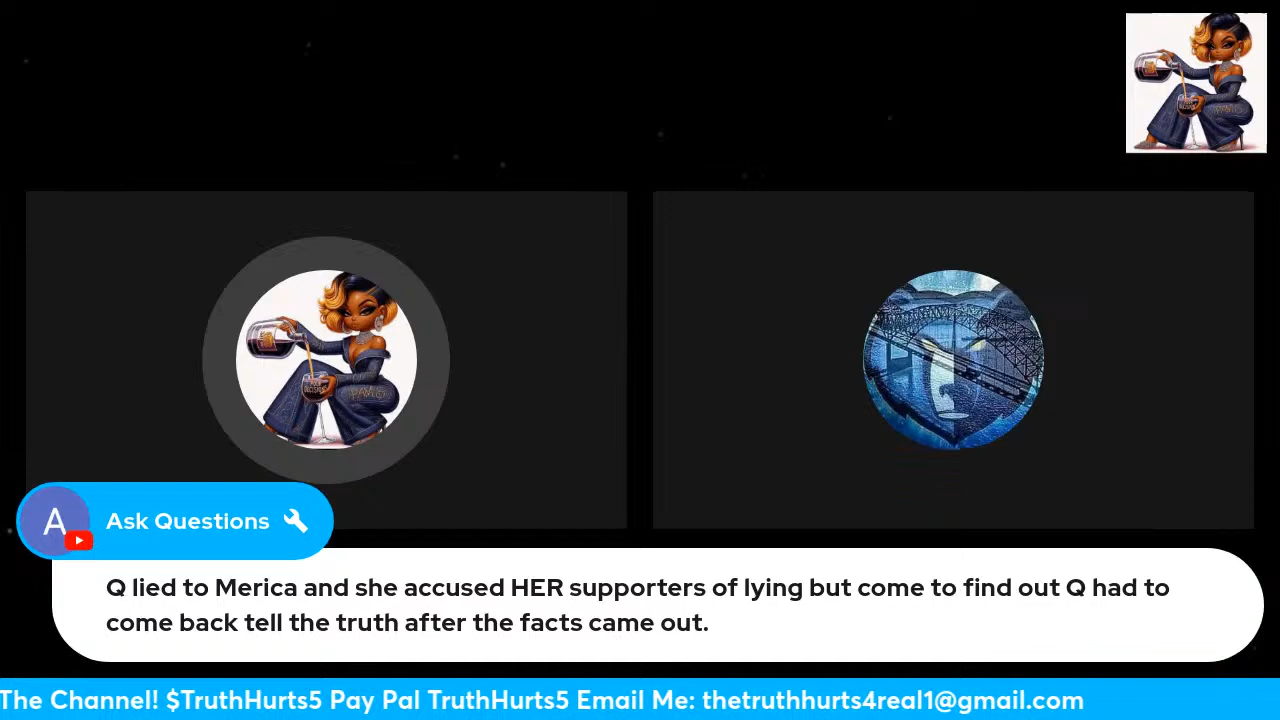 A
Ask Questions
Q lied to Merica and she accused HER supporters of lying but come to find out Q had to
come back tell the truth after the facts came out.
The Channel! $TruthHurts5 Pay Pal TruthHurts5 Email Me: thetruthhurts4real1@gmail.com